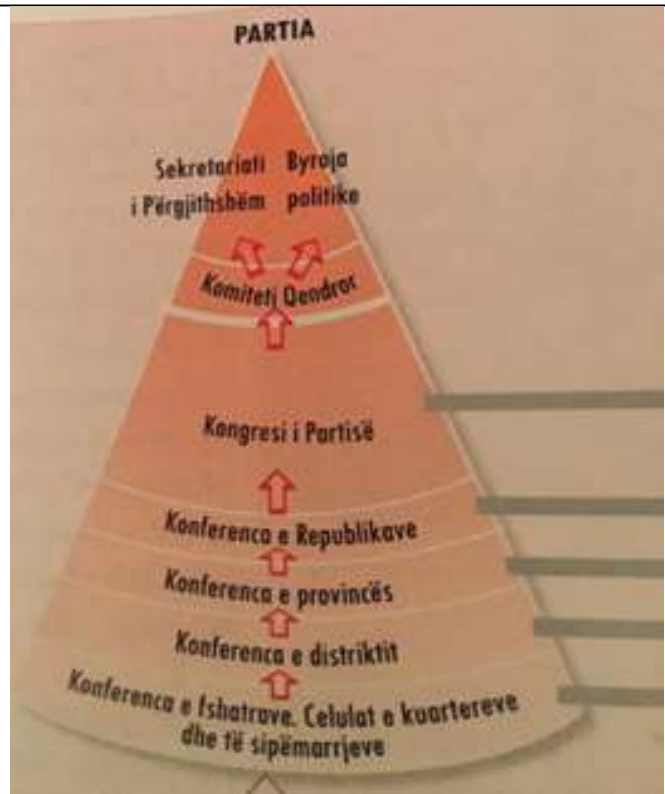 PARTIA
Sekretariati Byroja
i Përgjithshëm politike
Komiteti Qendror
Kongresi i Partisë
Konferenca e Republikave
Konferenca e provincës
Konferenca e distriktit
Konferenca e fshatrave. Celulat e kuartereve
dhe të sipëmarrjeve